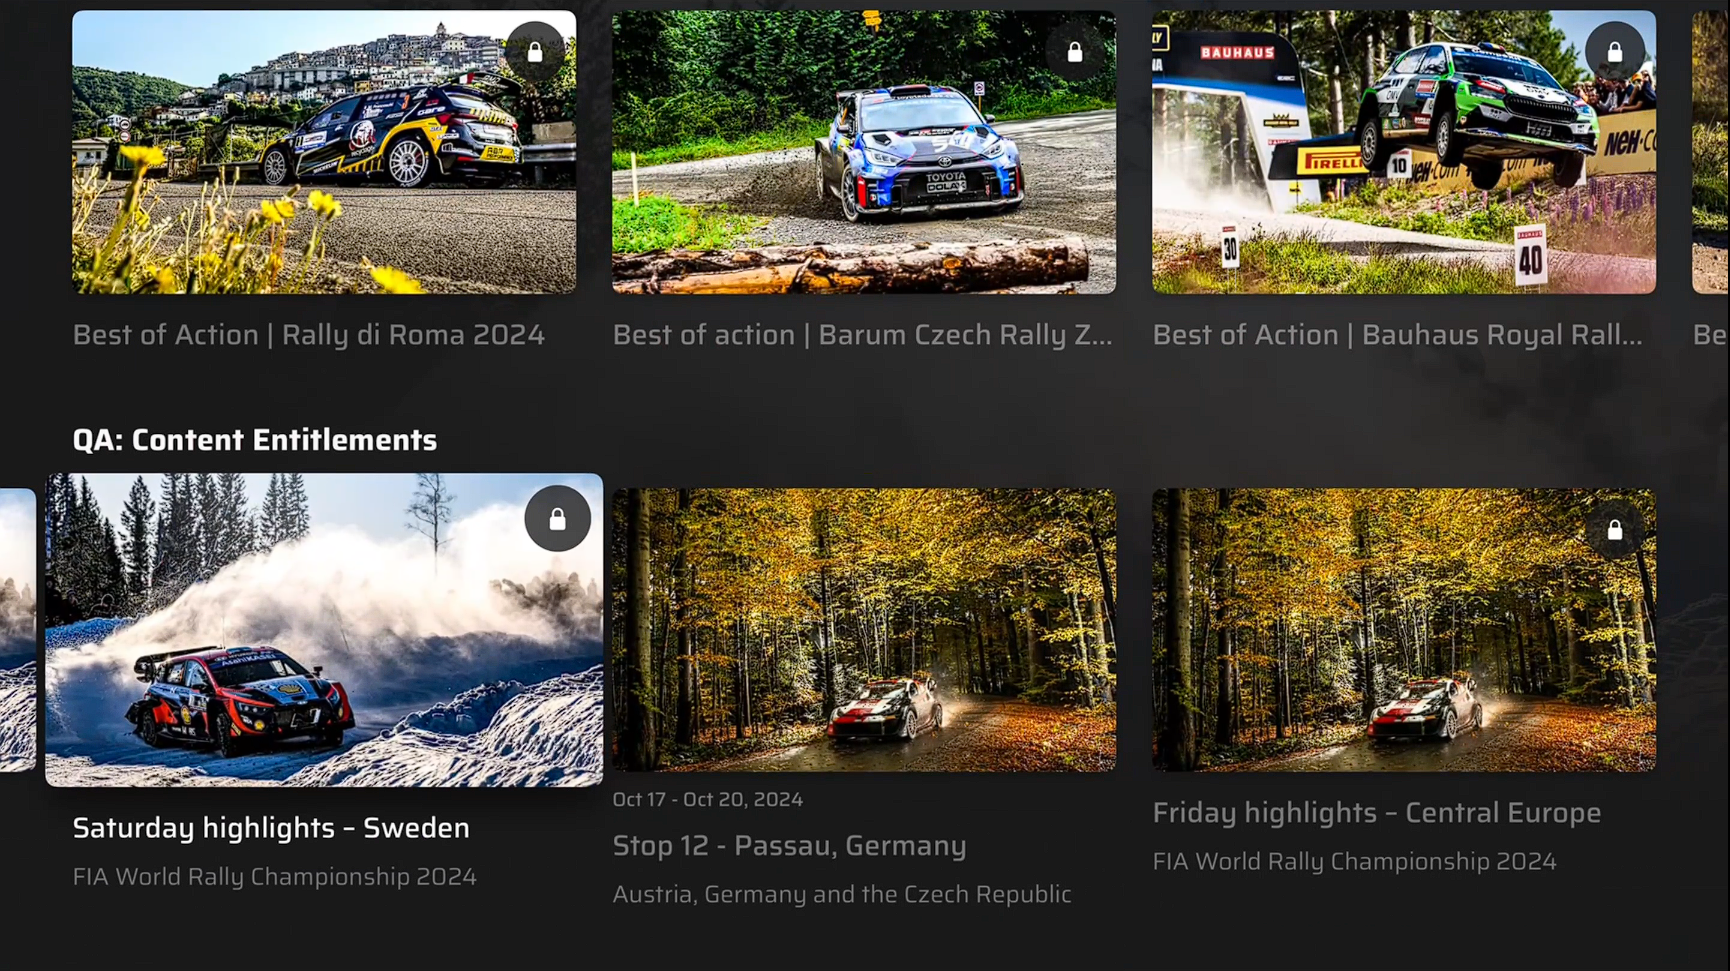 BAUHAUS
PIRELLI
10
NEH·C
30
40
TOYOTA
Best of Action | Rally di Roma 2024
Best of action | Barum Czech Rally Z...
Best of Action | Bauhaus Royal Rall...
Be
QA: Content Entitlements
Saturday highlights – Sweden
FIA World Rally Championship 2024
Oct 17 - Oct 20, 2024
Stop 12 - Passau, Germany
Austria, Germany and the Czech Republic
Friday highlights – Central Europe
FIA World Rally Championship 2024